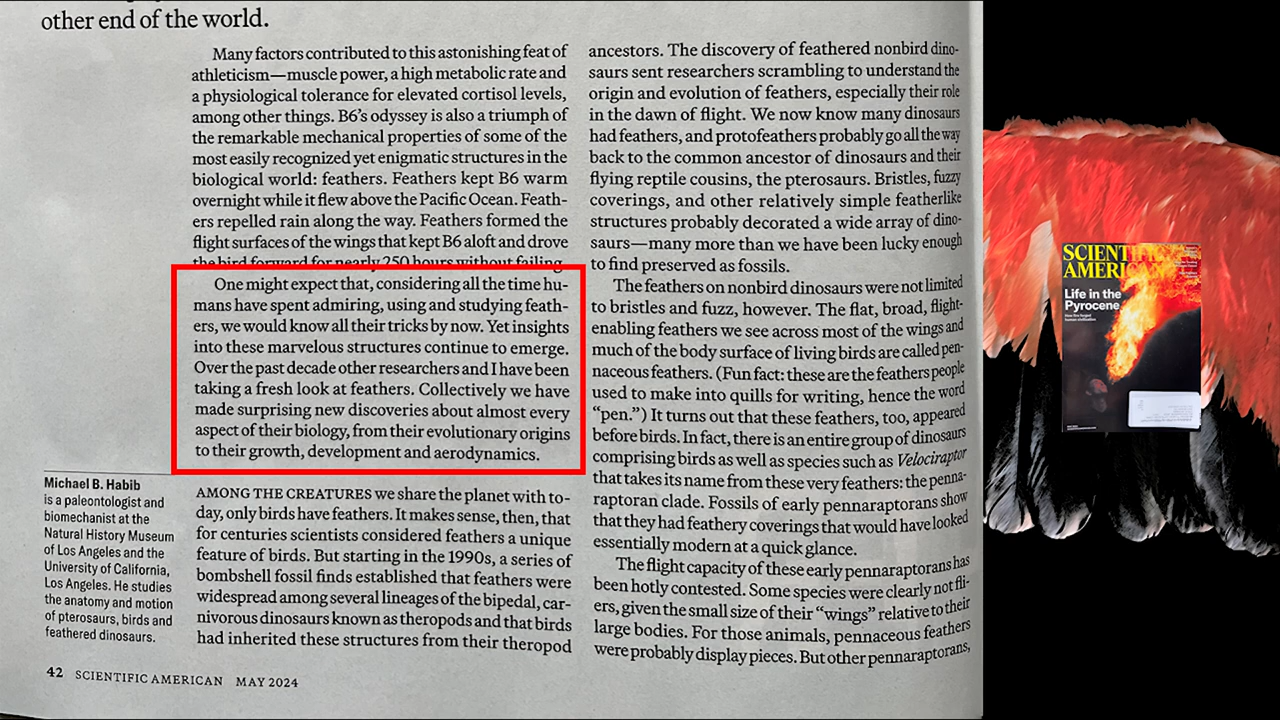 other end of the world.
Many factors contributed to this astonishing feat of
athleticism—muscle power, a high metabolic rate and
a physiological tolerance for elevated cortisol levels,
among other things. B6’s odyssey is also a triumph of
the remarkable mechanical properties of some of the
most easily recognized yet enigmatic structures in the
biological world: feathers. Feathers kept B6 warm
overnight while it flew above the Pacific Ocean. Feath-
ers repelled rain along the way. Feathers formed the
flight surfaces of the wings that kept B6 aloft and drove
the bird forward for nearly 250 hours without failing.
One might expect that, considering all the time hu-
mans have spent admiring, using and studying feath-
ers, we would know all their tricks by now. Yet insights
into these marvelous structures continue to emerge.
Over the past decade other researchers and I have been
taking a fresh look at feathers. Collectively we have
made surprising new discoveries about almost every
aspect of their biology, from their evolutionary origins
to their growth, development and aerodynamics.
AMONG THE CREATURES we share the planet with to-
day, only birds have feathers. It makes sense, then, that
for centuries scientists considered feathers a unique
feature of birds. But starting in the 1990s, a series of
bombshell fossil finds established that feathers were
widespread among several lineages of the bipedal, car-
nivorous dinosaurs known as theropods and that birds
had inherited these structures from their theropod
ancestors. The discovery of feathered nonbird dino-
saurs sent researchers scrambling to understand the
origin and evolution of feathers, especially their role
in the dawn of flight. We now know many dinosaurs
had feathers, and protofeathers probably go all the way
back to the common ancestor of dinosaurs and their
flying reptile cousins, the pterosaurs. Bristles, fuzzy
coverings, and other relatively simple featherlike
structures probably decorated a wide array of dino-
saurs—many more than we have been lucky enough
to find preserved as fossils.
The feathers on nonbird dinosaurs were not limited
to bristles and fuzz, however. The flat, broad, flight-
enabling feathers we see across most of the wings and
much of the body surface of living birds are called pen-
naceous feathers. (Fun fact: these are the feathers people
used to make into quills for writing, hence the word
“pen.”) It turns out that these feathers, too, appeared
before birds. In fact, there is an entire group of dinosaurs
comprising birds as well as species such as Velociraptor
that takes its name from these very feathers: the penna-
raptoran clade. Fossils of early pennaraptorans show
that they had feathery coverings that would have looked
essentially modern at a quick glance.
The flight capacity of these early pennaraptorans has
been hotly contested. Some species were clearly not fli-
ers, given the small size of their “wings” relative to their
large bodies. For those animals, pennaceous feathers
were probably display pieces. But other pennaraptorans,
Michael B. Habib
is a paleontologist and
biomechanist at the
Natural History Museum
of Los Angeles and the
University of California,
Los Angeles. He studies
the anatomy and motion
of pterosaurs, birds and
feathered dinosaurs.
42 SCIENTIFIC AMERICAN MAY 2024
SCIENTIFIC
AMERICAN
Life in the
Pyrocene